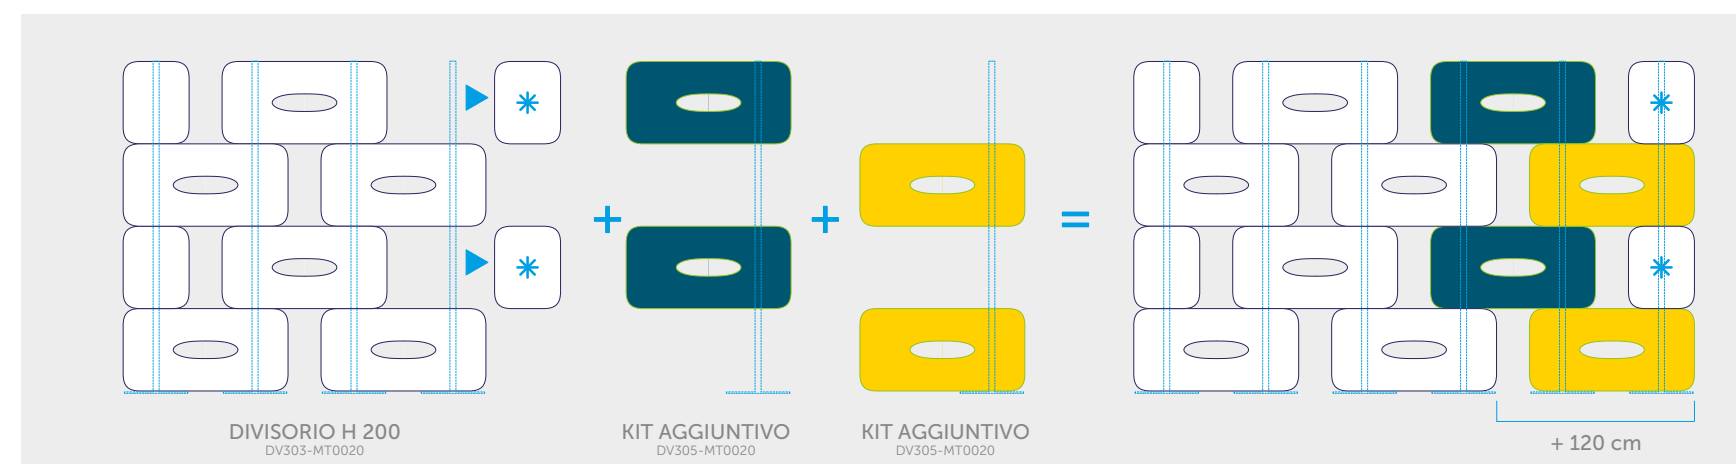 +
+
=
DIVISORIO H 200
DV303-MT0020
KIT AGGIUNTIVO
DV305-MT0020
KIT AGGIUNTIVO
DV305-MT0020
+ 120 cm